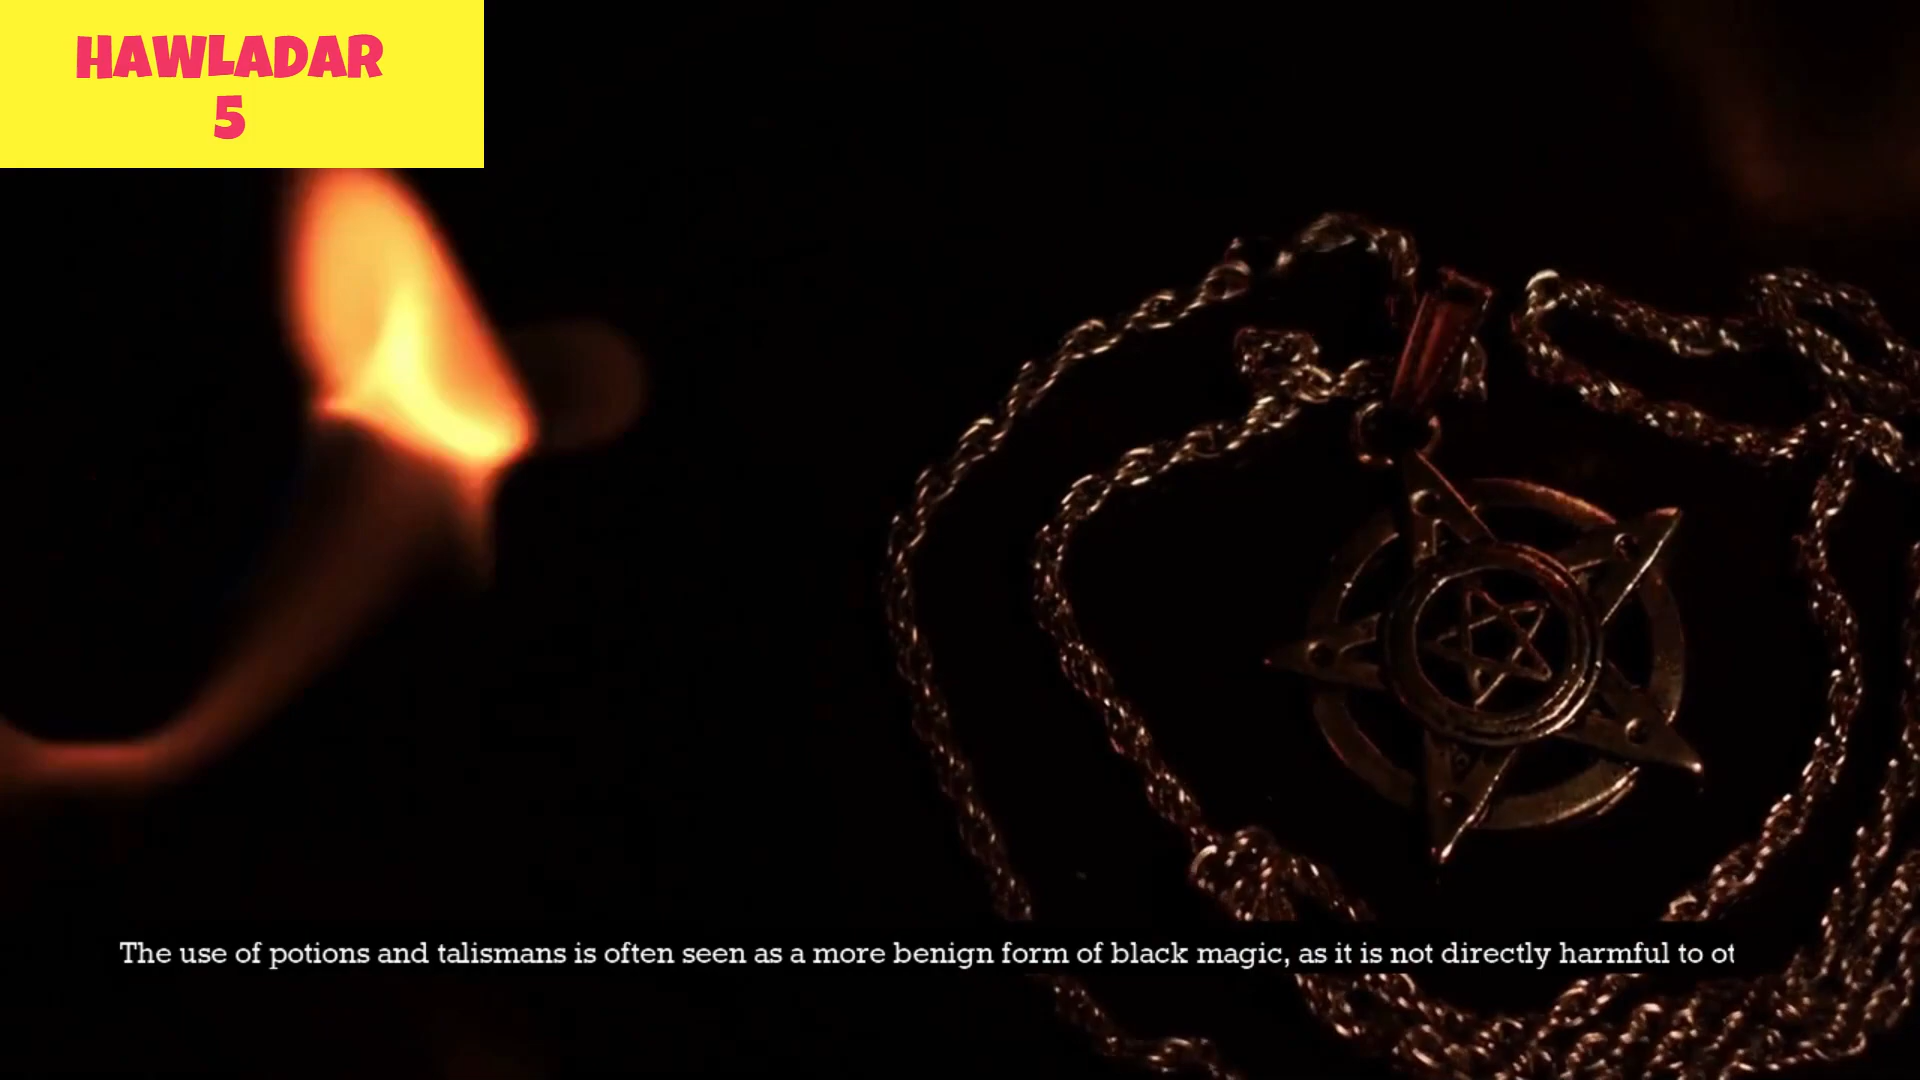 HAWLADAR
5
The use of potions and talismans is often seen as a more benign form of black magic, as it is not directly harmful to ot